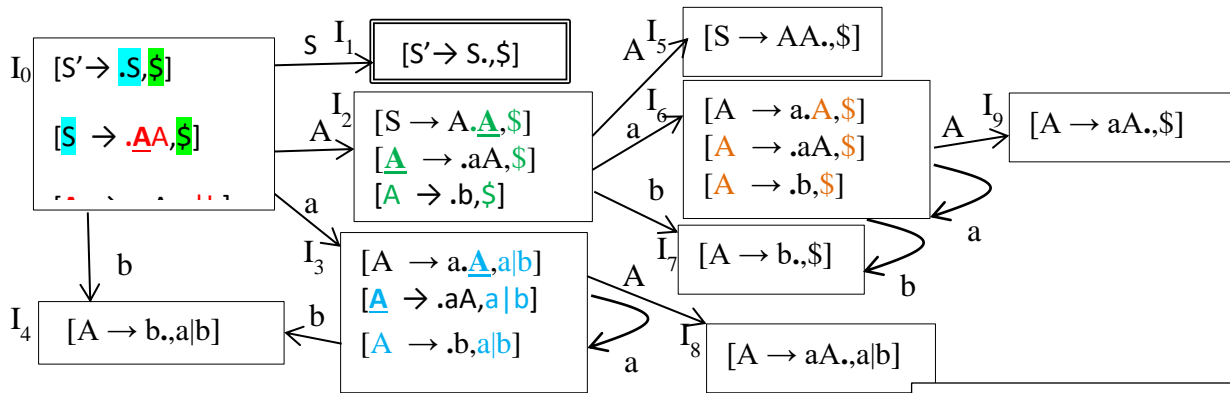 I0
[S'→ .S,$]
[S → .AA,$]
S
I1
[S'→ S.,$]
A
I2
[S → A.A,$]
[A → .aA,$]
[A → .b,$]
A
I5
[S → AA.,$]
a
I6
[A → a.A,$]
[A → .aA,$]
[A → .b,$]
A
I9
[A → aA.,$]
a
b
I7
[A → b.,$]
b
a
I3
[A → a.A,a|b]
[A → .aA,a|b]
[A → .b,a|b]
a
A
I8
[A → aA.,a|b]
b
b
I4
[A → b.,a|b]